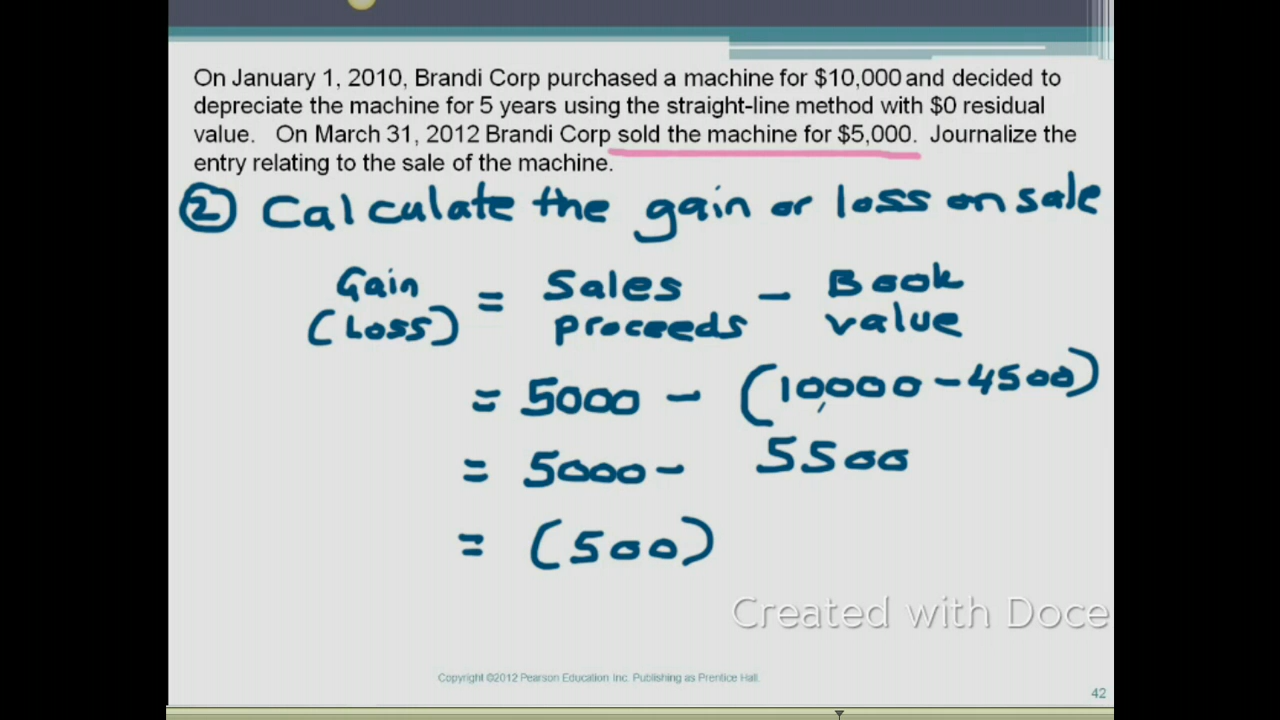 On January 1, 2010, Brandi Corp purchased a machine for $10,000 and decided to
depreciate the machine for 5 years using the straight-line method with $0 residual
value. On March 31, 2012 Brandi Corp sold the machine for $5,000. Journalize the
entry relating to the sale of the machine.
② Calculate the gain or loss on sale
Gain (Loss) = Sales proceeds - Book value
= 5000 - (10,000 - 4500)
= 5000 - 5500
= (500)
Created with Doce
Copyright ©2012 Pearson Education Inc. Publishing as Prentice Hall.
42